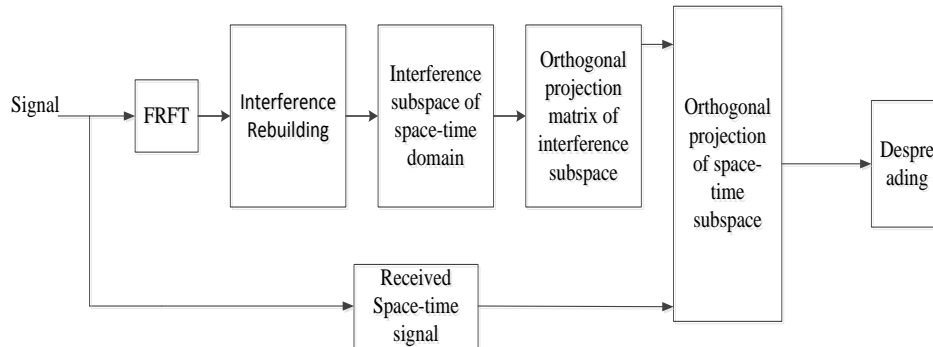 Signal
FRFT
Interference
Rebuilding
Interference
subspace of
space-time
domain
Orthogonal
projection
matrix of
interference
subspace
Orthogonal
projection
of space-
time
subspace
Despre
ading
Received
Space-time
signal